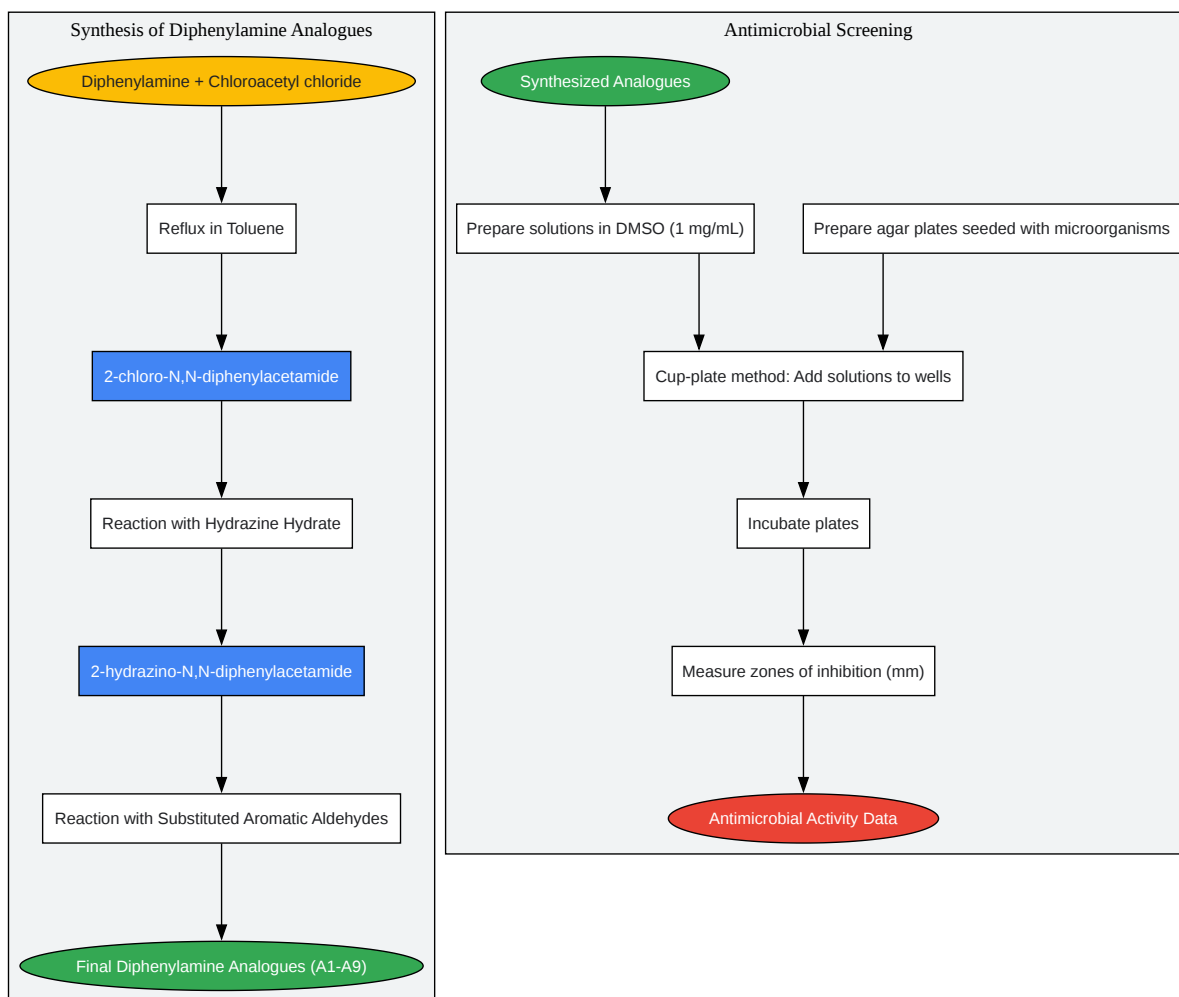 Synthesis of Diphenylamine Analogues
Diphenylamine + Chloroacetyl chloride
Reflux in Toluene
2-chloro-N,N-diphenylacetamide
Reaction with Hydrazine Hydrate
2-hydrazino-N,N-diphenylacetamide
Reaction with Substituted Aromatic Aldehydes
Final Diphenylamine Analogues (A1-A9)
Antimicrobial Screening
Synthesized Analogues
Prepare solutions in DMSO (1 mg/mL)
Prepare agar plates seeded with microorganisms
Cup-plate method: Add solutions to wells
Incubate plates
Measure zones of inhibition (mm)
Antimicrobial Activity Data